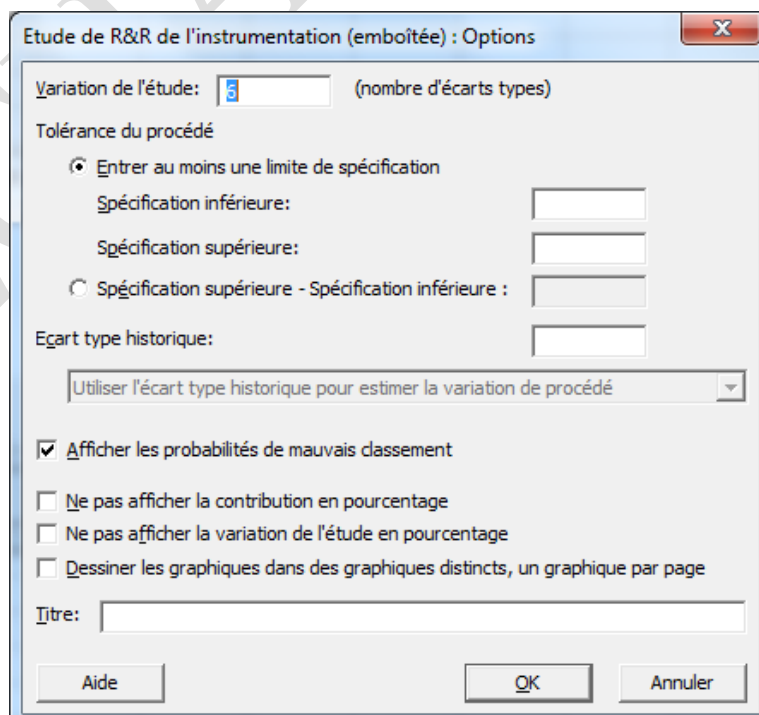 Etude de R&R de l'instrumentation (emboîtée) : Options
Variation de l'étude: 6 (nombre d'écarts types)
Tolérance du procédé
Entrer au moins une limite de spécification
Spécification inférieure:
Spécification supérieure:
Spécification supérieure - Spécification inférieure :
Ecart type historique:
Utiliser l'écart type historique pour estimer la variation de procédé
Afficher les probabilités de mauvais classement
Ne pas afficher la contribution en pourcentage
Ne pas afficher la variation de l'étude en pourcentage
Dessiner les graphiques dans des graphiques distincts, un graphique par page
Titre:
Aide OK Annuler